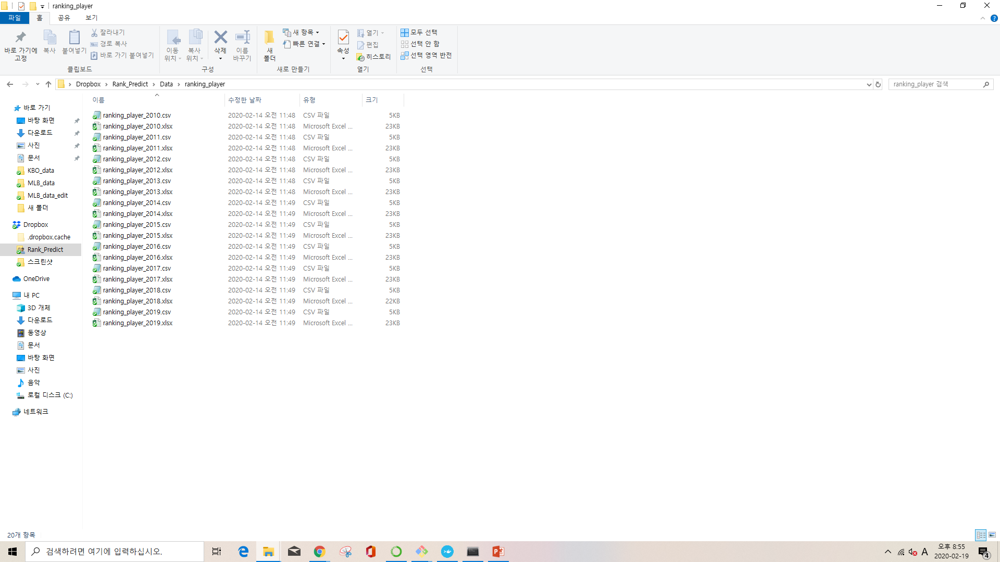 ranking_player
파일 홈 공유 보기
바로 가기에 고정
복사
붙여넣기
잘라내기
경로 복사
바로 가기 붙여넣기
클립보드
이동 위치
복사 위치
삭제
이름 바꾸기
구성
새 폴더
새 항목
빠른 연결
새로 만들기
속성
열기
편집
히스토리
열기
모두 선택
선택 안 함
선택 영역 반전
선택
Dropbox › Rank_Predict › Data › ranking_player
ranking_player 검색
바로 가기
바탕 화면
다운로드
사진
문서
KBO_data
MLB_data
MLB_data_edit
새 폴더
Dropbox
.dropbox.cache
Rank_Predict
스크린샷
OneDrive
내 PC
3D 개체
다운로드
동영상
문서
바탕 화면
사진
음악
로컬 디스크 (C:)
네트워크
이름 수정한 날짜 유형 크기
ranking_player_2010.csv 2020-02-14 오전 11:48 CSV 파일 5KB
ranking_player_2010.xlsx 2020-02-14 오전 11:48 Microsoft Excel ... 23KB
ranking_player_2011.csv 2020-02-14 오전 11:48 CSV 파일 5KB
ranking_player_2011.xlsx 2020-02-14 오전 11:48 Microsoft Excel ... 23KB
ranking_player_2012.csv 2020-02-14 오전 11:48 CSV 파일 5KB
ranking_player_2012.xlsx 2020-02-14 오전 11:48 Microsoft Excel ... 23KB
ranking_player_2013.csv 2020-02-14 오전 11:48 CSV 파일 5KB
ranking_player_2013.xlsx 2020-02-14 오전 11:48 Microsoft Excel ... 23KB
ranking_player_2014.csv 2020-02-14 오전 11:49 CSV 파일 5KB
ranking_player_2014.xlsx 2020-02-14 오전 11:49 Microsoft Excel ... 23KB
ranking_player_2015.csv 2020-02-14 오전 11:49 CSV 파일 5KB
ranking_player_2015.xlsx 2020-02-14 오전 11:49 Microsoft Excel ... 23KB
ranking_player_2016.csv 2020-02-14 오전 11:49 CSV 파일 5KB
ranking_player_2016.xlsx 2020-02-14 오전 11:49 Microsoft Excel ... 23KB
ranking_player_2017.csv 2020-02-14 오전 11:49 CSV 파일 5KB
ranking_player_2017.xlsx 2020-02-14 오전 11:49 Microsoft Excel ... 23KB
ranking_player_2018.csv 2020-02-14 오전 11:49 CSV 파일 5KB
ranking_player_2018.xlsx 2020-02-14 오전 11:49 Microsoft Excel ... 22KB
ranking_player_2019.csv 2020-02-14 오전 11:49 CSV 파일 5KB
ranking_player_2019.xlsx 2020-02-14 오전 11:49 Microsoft Excel ... 23KB
20개 항목
검색하려면 여기에 입력하십시오.
A
오후 8:55
2020-02-19
4